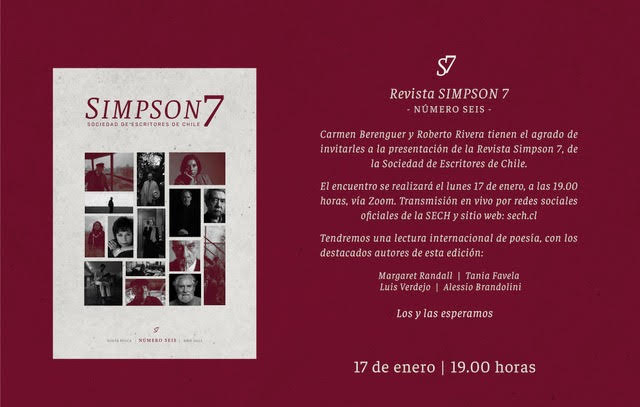 SIMPSON7
SOCIEDAD DE ESCRITORES DE CHILE
NÚMERO SEIS
S7
Revista SIMPSON 7
- NÚMERO SEIS -
Carmen Berenguer y Roberto Rivera tienen el agrado de
invitarles a la presentación de la Revista Simpson 7, de
la Sociedad de Escritores de Chile.
El encuentro se realizará el lunes 17 de enero, a las 19.00
horas, vía Zoom. Transmisión en vivo por redes sociales
oficiales de la SECH y sitio web: sech.cl
Tendremos una lectura internacional de poesía, con los
destacados autores de esta edición:
Margaret Randall | Tania Favela
Luis Verdejo | Alessio Brandolini
Los y las esperamos
17 de enero | 19.00 horas